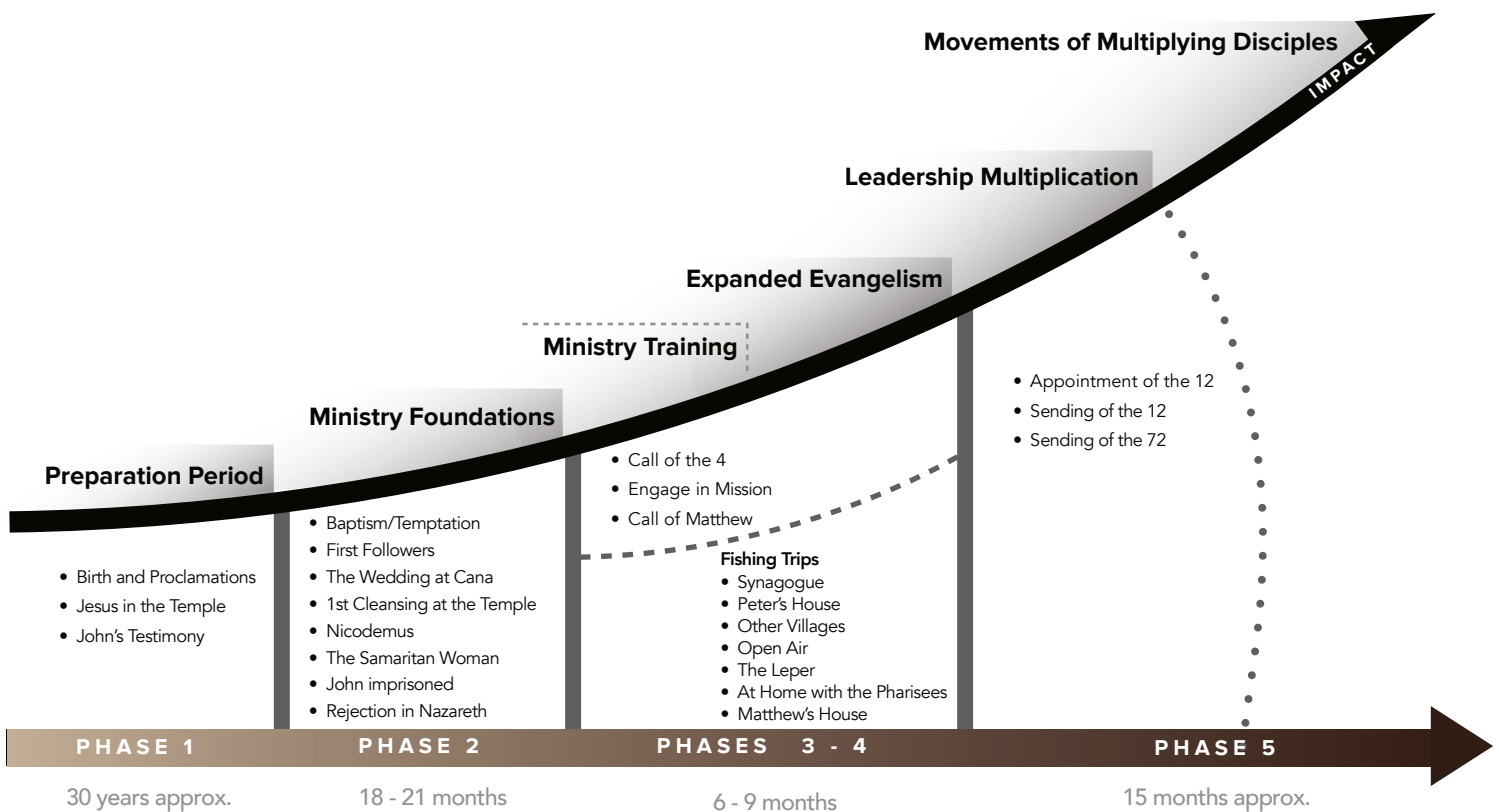 Movements of Multiplying Disciples
IMPACT
Leadership Multiplication
Expanded Evangelism
Ministry Training
Ministry Foundations
Preparation Period
• Birth and Proclamations
• Jesus in the Temple
• John's Testimony
• Baptism/Temptation
• First Followers
• The Wedding at Cana
• 1st Cleansing at the Temple
• Nicodemus
• The Samaritan Woman
• John imprisoned
• Rejection in Nazareth
• Call of the 4
• Engage in Mission
• Call of Matthew
Fishing Trips
• Synagogue
• Peter's House
• Other Villages
• Open Air
• The Leper
• At Home with the Pharisees
• Matthew's House
• Appointment of the 12
• Sending of the 12
• Sending of the 72
PHASE 1
PHASE 2
PHASES 3 - 4
PHASE 5
30 years approx.
18 - 21 months
6 - 9 months
15 months approx.